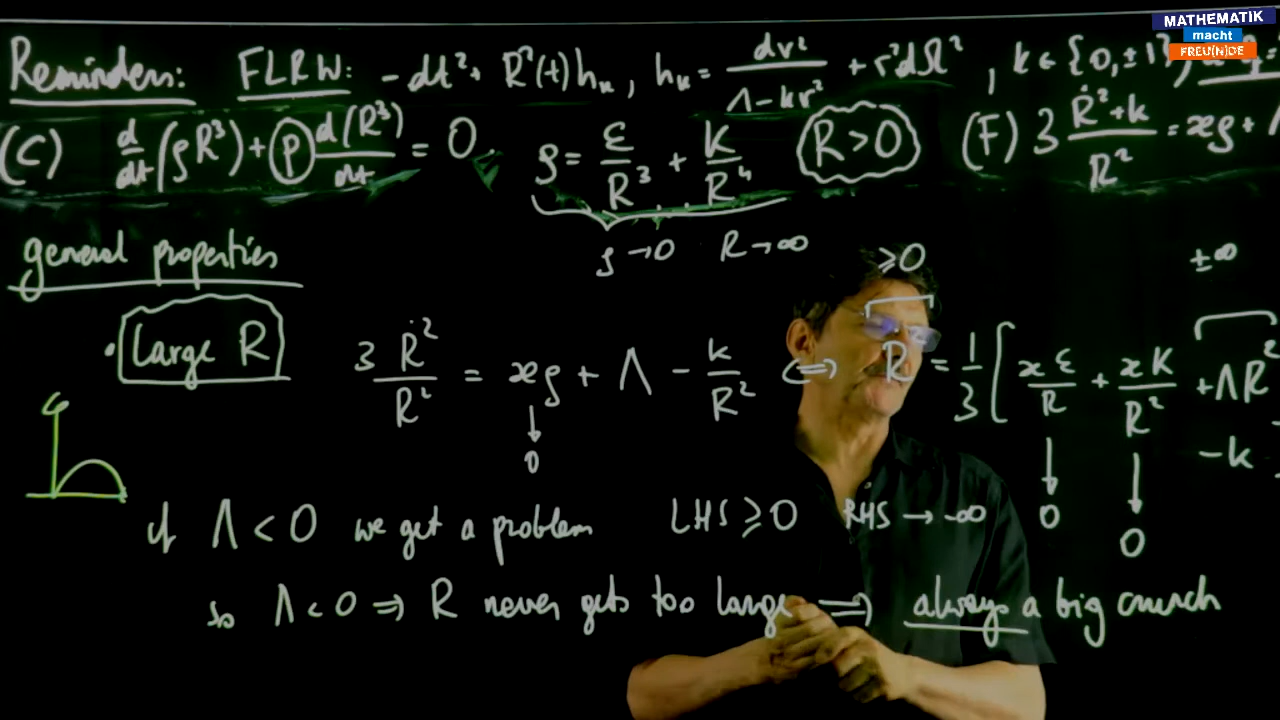 MATHEMATIK
macht
FREU(N)DE
Reminders: FLRW: -dt² + R²(t)hₖ, hₖ = dr²/(1-kr²) + r²dΩ², k ∈ {0,±1},
(C) d/dt(ρR³) + p d(R³)/dt = 0. ρ = ε/R³ + K/R⁴ R>0 (F) 3 (Ṙ²+k)/R² = ϰρ + Λ
ρ→0 R→∞ ≥0 ±∞
general properties
• Large R 3 Ṙ²/R² = ϰρ + Λ - k/R² ⇔ Ṙ = 1/3 [ ϰε/R + ϰK/R² + ΛR²
↓ 0 ↓ 0 ↓ 0 -k
if Λ < 0 we get a problem LHS ≥ 0 RHS → -∞
so Λ < 0 ⇒ R never gets too large ⇒ always a big crunch